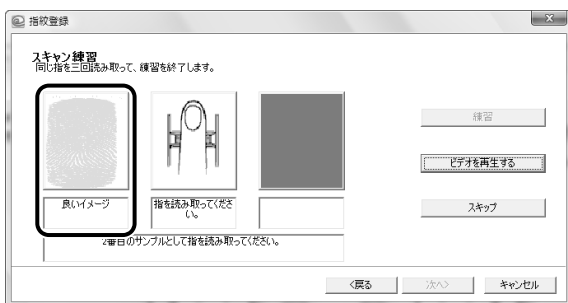 指紋登録
スキャン練習
同じ指を三回読み取って、練習を終了します。
良いイメージ
指を読み取ってくださ
い。
2番目のサンプルとして指を読み取ってください。
練習
ビデオを再生する
スキップ
<戻る
次へ>
キャンセル